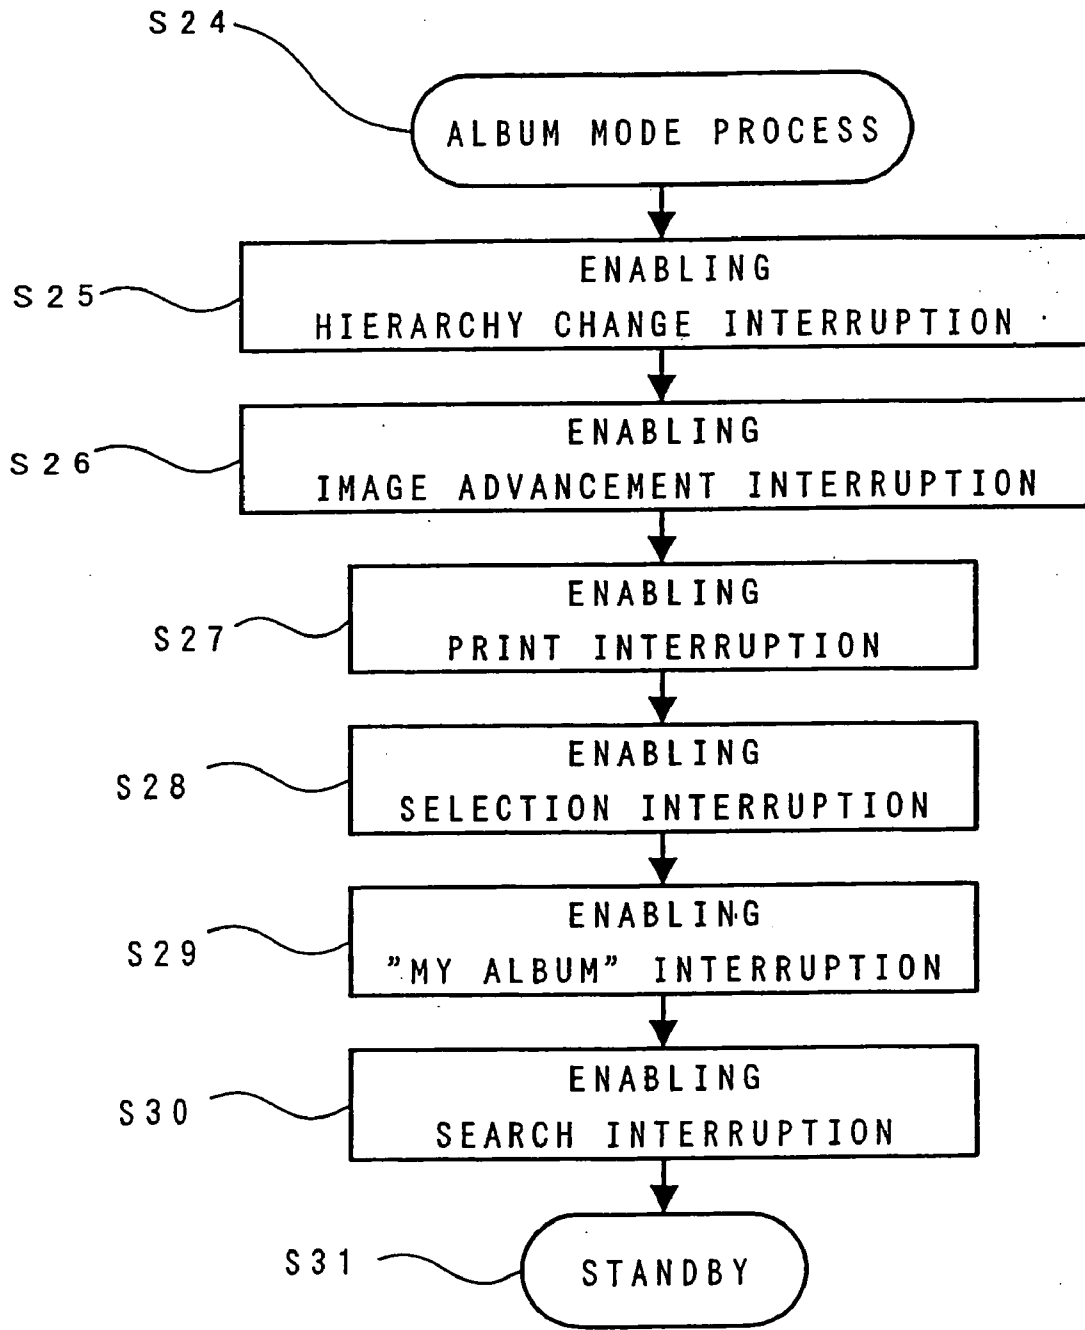 S24
ALBUM MODE PROCESS
S25
ENABLING
HIERARCHY CHANGE INTERRUPTION
S26
ENABLING
IMAGE ADVANCEMENT INTERRUPTION
S27
ENABLING
PRINT INTERRUPTION
S28
ENABLING
SELECTION INTERRUPTION
S29
ENABLING
"MY ALBUM" INTERRUPTION
S30
ENABLING
SEARCH INTERRUPTION
S31
STANDBY